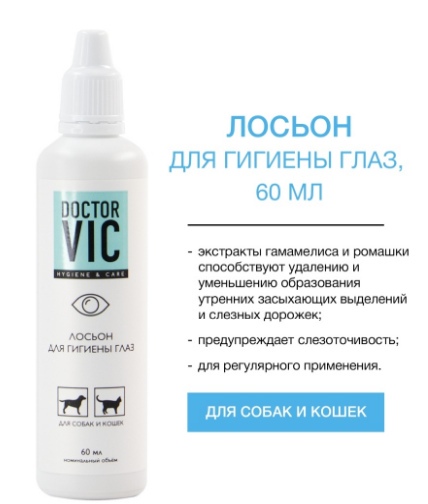 DOCTOR
VIC
HYGIENE & CARE
ЛОСЬОН
ДЛЯ ГИГИЕНЫ ГЛАЗ
ДЛЯ СОБАК И КОШЕК
60 мл
номинальный объём
ЛОСЬОН
ДЛЯ ГИГИЕНЫ ГЛАЗ,
60 МЛ
- экстракты гамамелиса и ромашки
способствуют удалению и
уменьшению образования
утренних засыхающих выделений
и слезных дорожек;
- предупреждает слезоточивость;
- для регулярного применения.
ДЛЯ СОБАК И КОШЕК